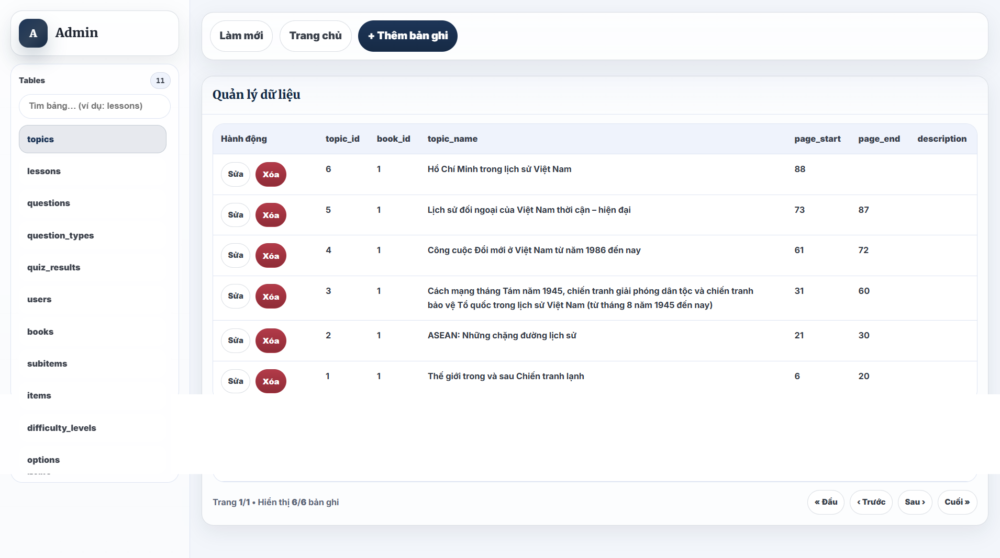 A Admin
Tables 11
Tìm bảng... (ví dụ: lessons)
topics
lessons
questions
question_types
quiz_results
users
books
subitems
items
difficulty_levels
options
Làm mới Trang chủ + Thêm bản ghi
Quản lý dữ liệu
Hành động topic_id book_id topic_name page_start page_end description
Sửa Xóa 6 1 Hồ Chí Minh trong lịch sử Việt Nam 88
Sửa Xóa 5 1 Lịch sử đối ngoại của Việt Nam thời cận – hiện đại 73 87
Sửa Xóa 4 1 Công cuộc Đổi mới ở Việt Nam từ năm 1986 đến nay 61 72
Sửa Xóa 3 1 Cách mạng tháng Tám năm 1945, chiến tranh giải phóng dân tộc và chiến tranh 31 60
bảo vệ Tổ quốc trong lịch sử Việt Nam (từ tháng 8 năm 1945 đến nay)
Sửa Xóa 2 1 ASEAN: Những chặng đường lịch sử 21 30
Sửa Xóa 1 1 Thế giới trong và sau Chiến tranh lạnh 6 20
Trang 1/1 • Hiển thị 6/6 bản ghi « Đầu ‹ Trước Sau › Cuối »